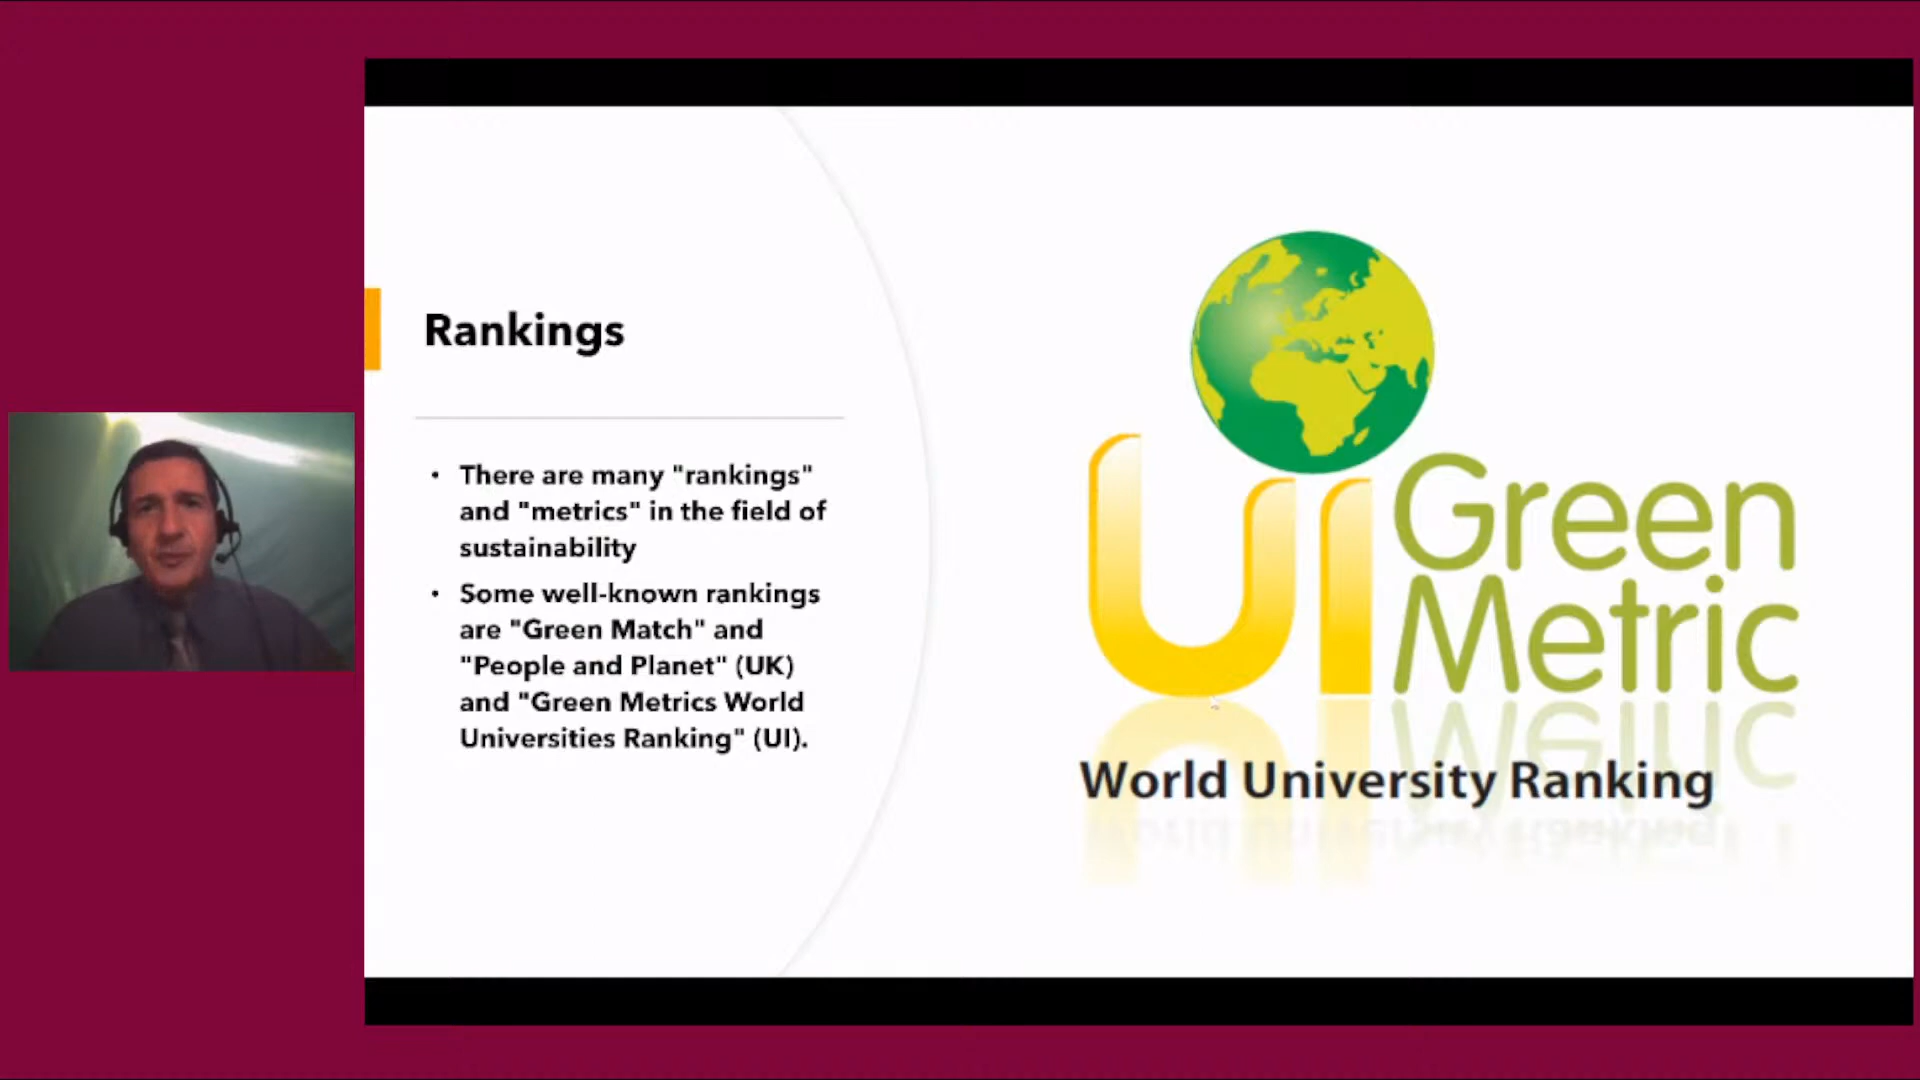 Rankings
• There are many "rankings"
and "metrics" in the field of
sustainability
• Some well-known rankings
are "Green Match" and
"People and Planet" (UK)
and "Green Metrics World
Universities Ranking" (UI).
UI Green
Metric
World University Ranking